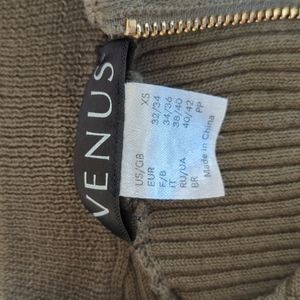 VENUS
US/GB XS
EUR 32/34
F/B 34/36
IT 38/40
RU/UA 40/42
BR PP
Made in China